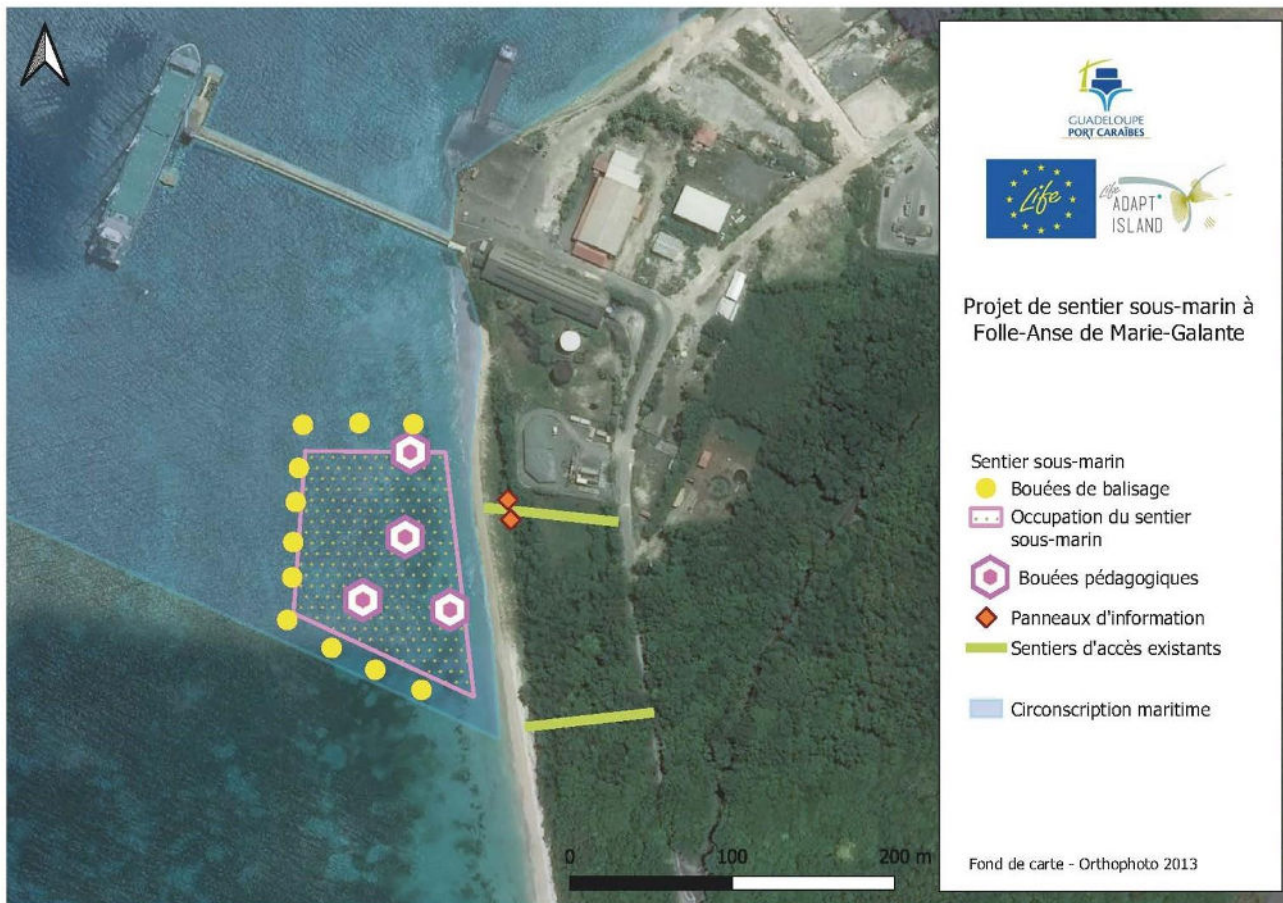 GUADELOUPE
PORT CARAÏBES
Life
Life
ADAPT'
ISLAND
Projet de sentier sous-marin à
Folle-Anse de Marie-Galante
Sentier sous-marin
Bouées de balisage
Occupation du sentier
sous-marin
Bouées pédagogiques
Panneaux d'information
Sentiers d'accès existants
Circonscription maritime
0 100 200 m
Fond de carte - Orthophoto 2013